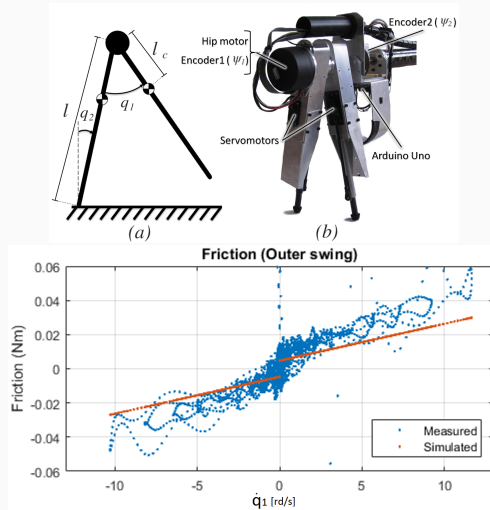 l
l_c
q_2
q_1
(a)
Hip motor
Encoder1 (ψ_1)
Encoder2 (ψ_2)
Servomotors
Arduino Uno
(b)
Friction (Outer swing)
Friction (Nm)
0.06
0.04
0.02
0
-0.02
-0.04
-0.06
-10
-5
0
5
10
Measured
Simulated
q̇1 [rd/s]